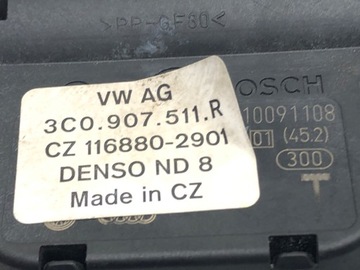 >PP-GF30<
VW AG
3C0.907.511.R
CZ 116880-2901
DENSO ND 8
Made in CZ
OSCH
10091108
01 (45.2)
300